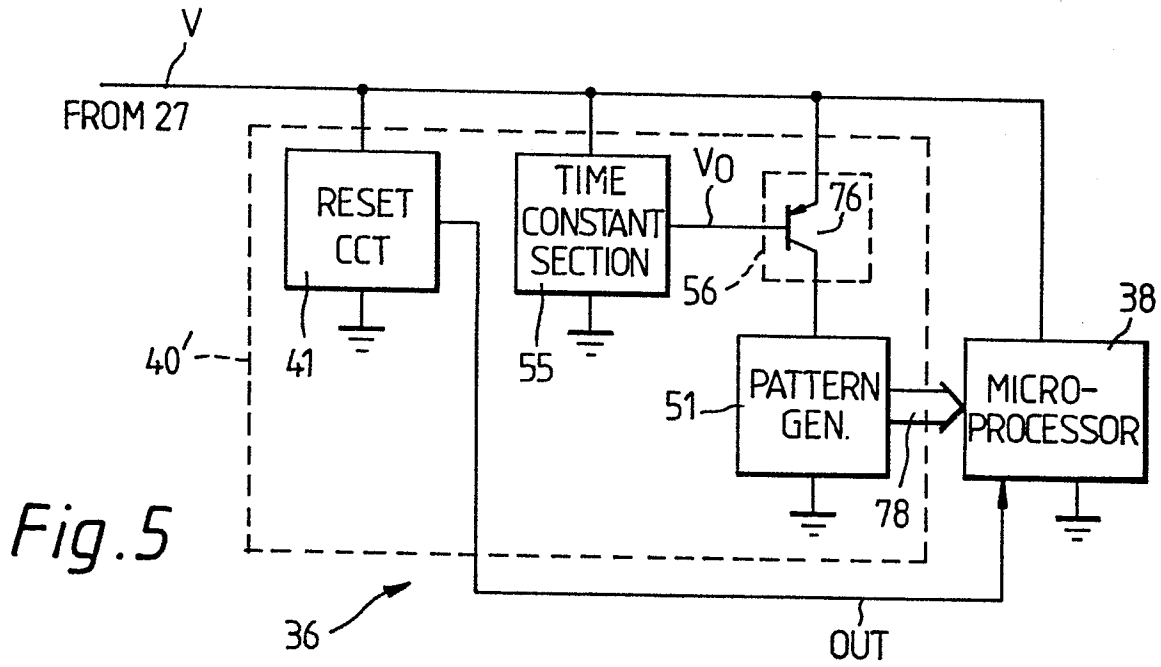 V
FROM 27
RESET
CCT
41
TIME
CONSTANT
SECTION
55
VO
76
56
40′
51
PATTERN
GEN.
78
38
MICRO-
PROCESSOR
Fig. 5
36
OUT